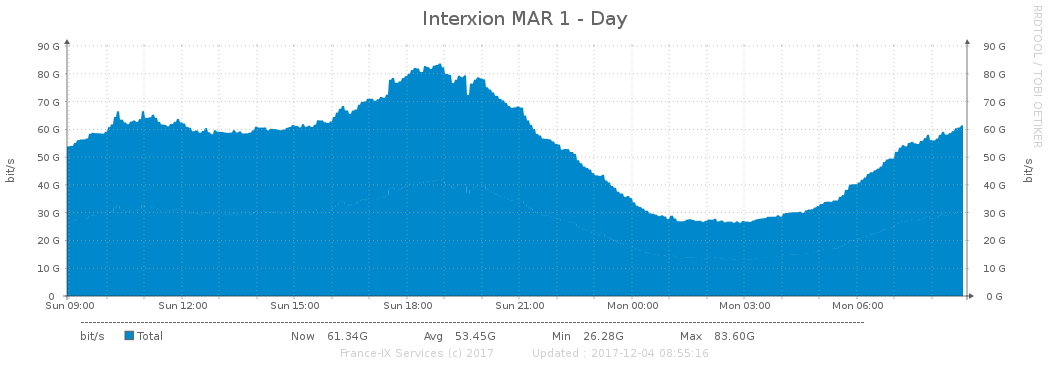 Interxion MAR 1 - Day
RRDTOOL / TOBI OETIKER
90 G 90 G
80 G 80 G
70 G 70 G
60 G 60 G
50 G 50 G
bit/s bit/s
40 G 40 G
30 G 30 G
20 G 20 G
10 G 10 G
0 0 G
Sun 09:00 Sun 12:00 Sun 15:00 Sun 18:00 Sun 21:00 Mon 00:00 Mon 03:00 Mon 06:00
bit/s Total Now 61.34G Avg 53.45G Min 26.28G Max 83.60G
France-IX Services (c) 2017 Updated : 2017-12-04 08:55:16